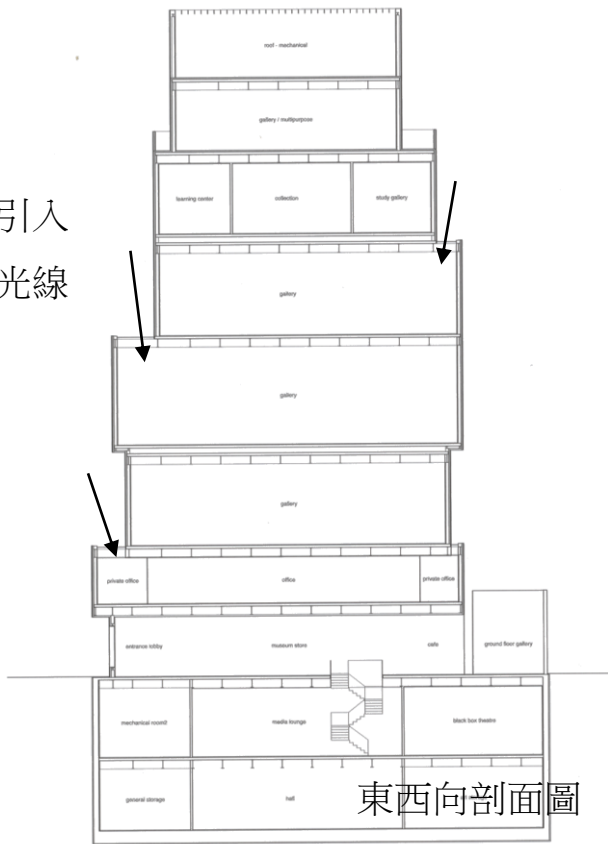 roof - mechanical
gallery / multipurpose
learning center
collection
study gallery
引入
光線
gallery
gallery
gallery
private office
office
private office
entrance lobby
museum store
cafe
ground floor gallery
mechanical room2
media lounge
black box theatre
general storage
hall
東西向剖面圖